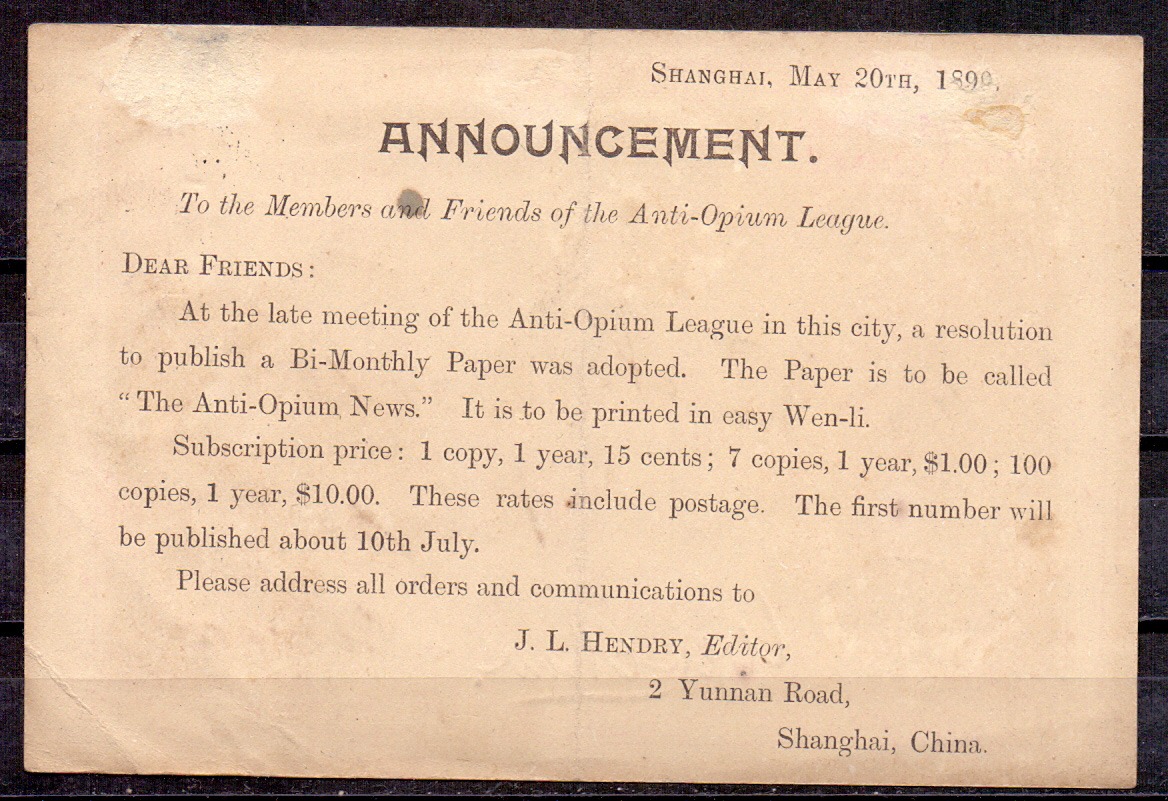 SHANGHAI, MAY 20TH, 189
ANNOUNCEMENT.
To the Members and Friends of the Anti-Opium League.
DEAR FRIENDS:
At the late meeting of the Anti-Opium League in this city, a resolution
to publish a Bi-Monthly Paper was adopted. The Paper is to be called
"The Anti-Opium News." It is to be printed in easy Wen-li.
Subscription price: 1 copy, 1 year, 15 cents; 7 copies, 1 year, $1.00; 100
copies, 1 year, $10.00. These rates include postage. The first number will
be published about 10th July.
Please address all orders and communications to
J. L. HENDRY, Editor,
2 Yunnan Road,
Shanghai, China.